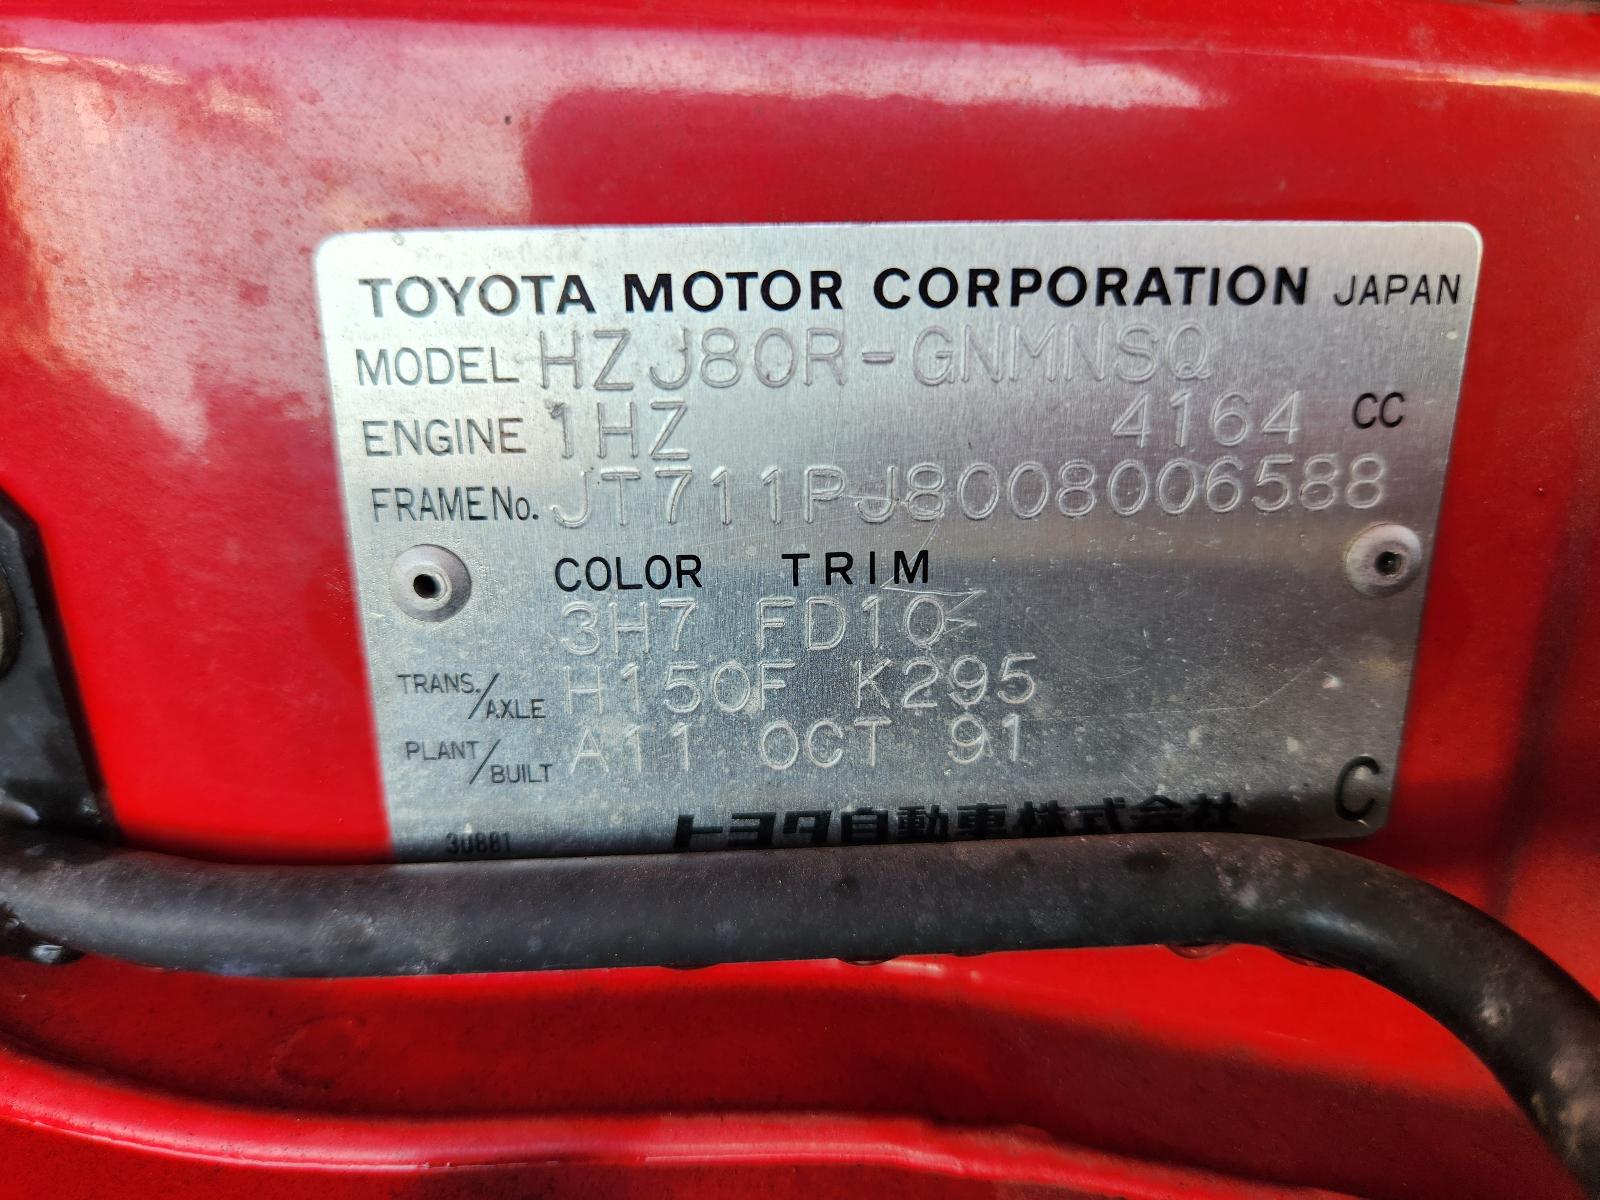 TOYOTA MOTOR CORPORATION JAPAN
MODEL HZJ80R-GNMNSQ
ENGINE 1HZ 4164 CC
FRAME No. JT711PJ8008006588
COLOR TRIM
3H7 FD10
TRANS./AXLE H150F K295
PLANT/BUILT A11 OCT 91
C
30881 トヨタ自動車株式会社